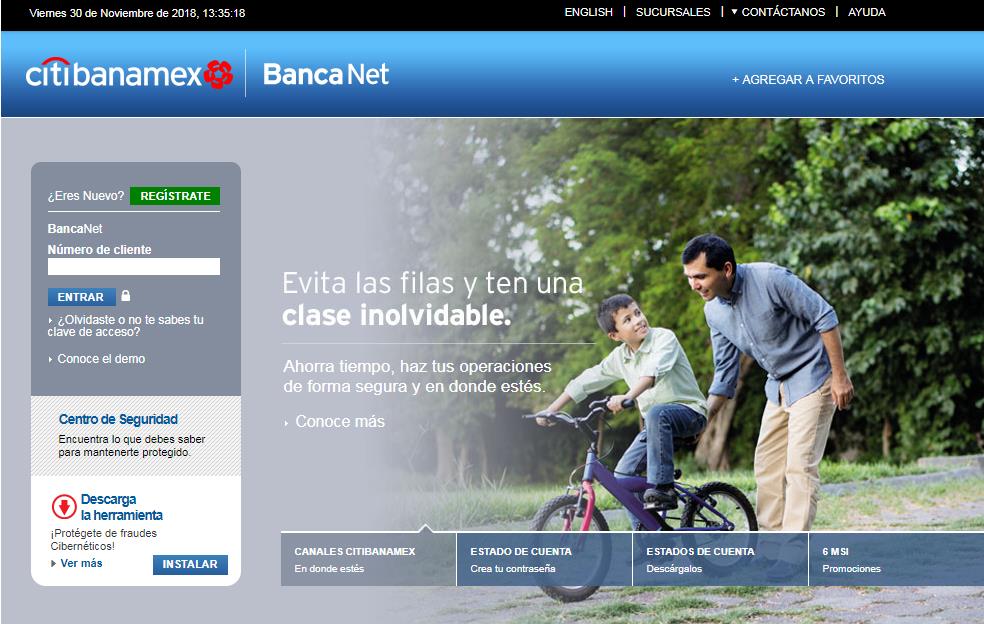 Viernes 30 de Noviembre de 2018, 13:35:18
ENGLISH | SUCURSALES | ▾ CONTÁCTANOS | AYUDA
citibanamex BancaNet
+ AGREGAR A FAVORITOS
¿Eres Nuevo? REGÍSTRATE
BancaNet
Número de cliente
ENTRAR
¿Olvidaste o no te sabes tu
clave de acceso?
Conoce el demo
Centro de Seguridad
Encuentra lo que debes saber
para mantenerte protegido.
Descarga
la herramienta
¡Protégete de fraudes
Cibernéticos!
Ver más
INSTALAR
Evita las filas y ten una
clase inolvidable.
Ahorra tiempo, haz tus operaciones
de forma segura y en donde estés.
Conoce más
CANALES CITIBANAMEX
En donde estés
ESTADO DE CUENTA
Crea tu contraseña
ESTADOS DE CUENTA
Descárgalos
6 MSI
Promociones